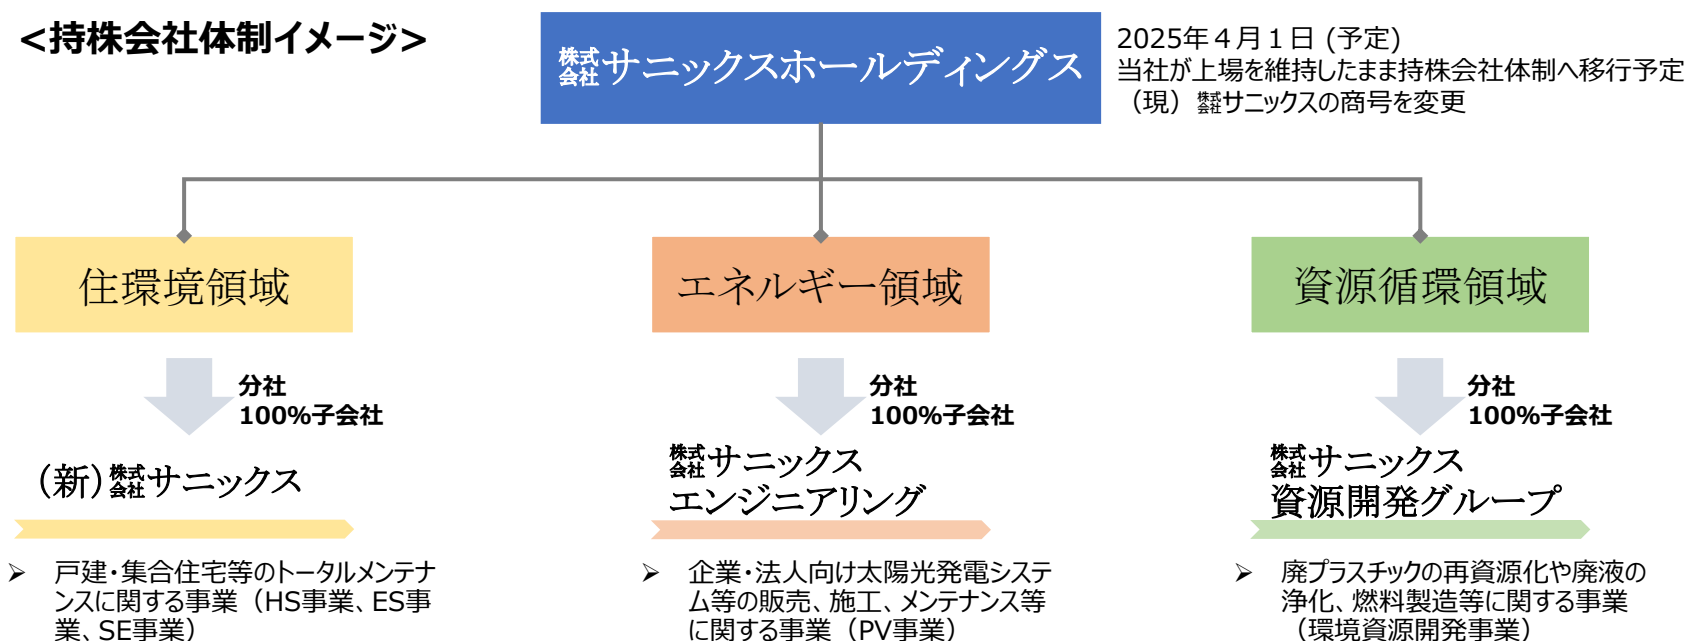 <持株会社体制イメージ>
株式会社サニックスホールディングス
2025年４月１日 (予定)
当社が上場を維持したまま持株会社体制へ移行予定
（現）株式会社サニックスの商号を変更
住環境領域
エネルギー領域
資源循環領域
分社
100%子会社
分社
100%子会社
分社
100%子会社
(新)株式会社サニックス
株式会社サニックス
エンジニアリング
株式会社サニックス
資源開発グループ
➢ 戸建・集合住宅等のトータルメンテナ
ンスに関する事業（HS事業、ES事
業、SE事業）
➢ 企業・法人向け太陽光発電システ
ム等の販売、施工、メンテナンス等
に関する事業（PV事業）
➢ 廃プラスチックの再資源化や廃液の
浄化、燃料製造等に関する事業
（環境資源開発事業）